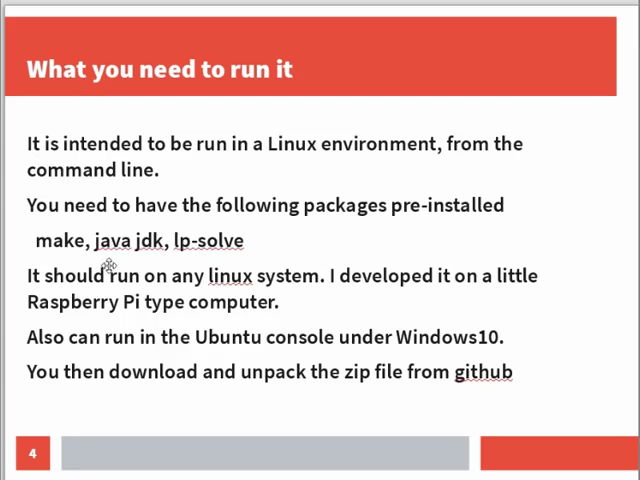 What you need to run it
It is intended to be run in a Linux environment, from the
command line.
You need to have the following packages pre-installed
make, java jdk, lp-solve
It should run on any linux system. I developed it on a little
Raspberry Pi type computer.
Also can run in the Ubuntu console under Windows10.
You then download and unpack the zip file from github
4